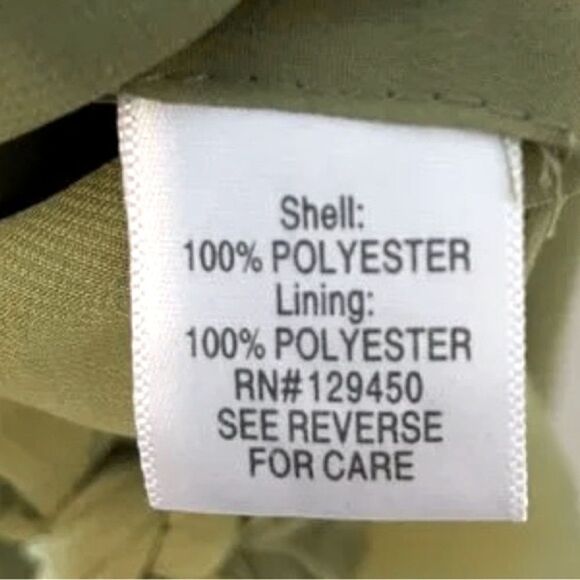 Shell:
100% POLYESTER
Lining:
100% POLYESTER
RN#129450
SEE REVERSE
FOR CARE